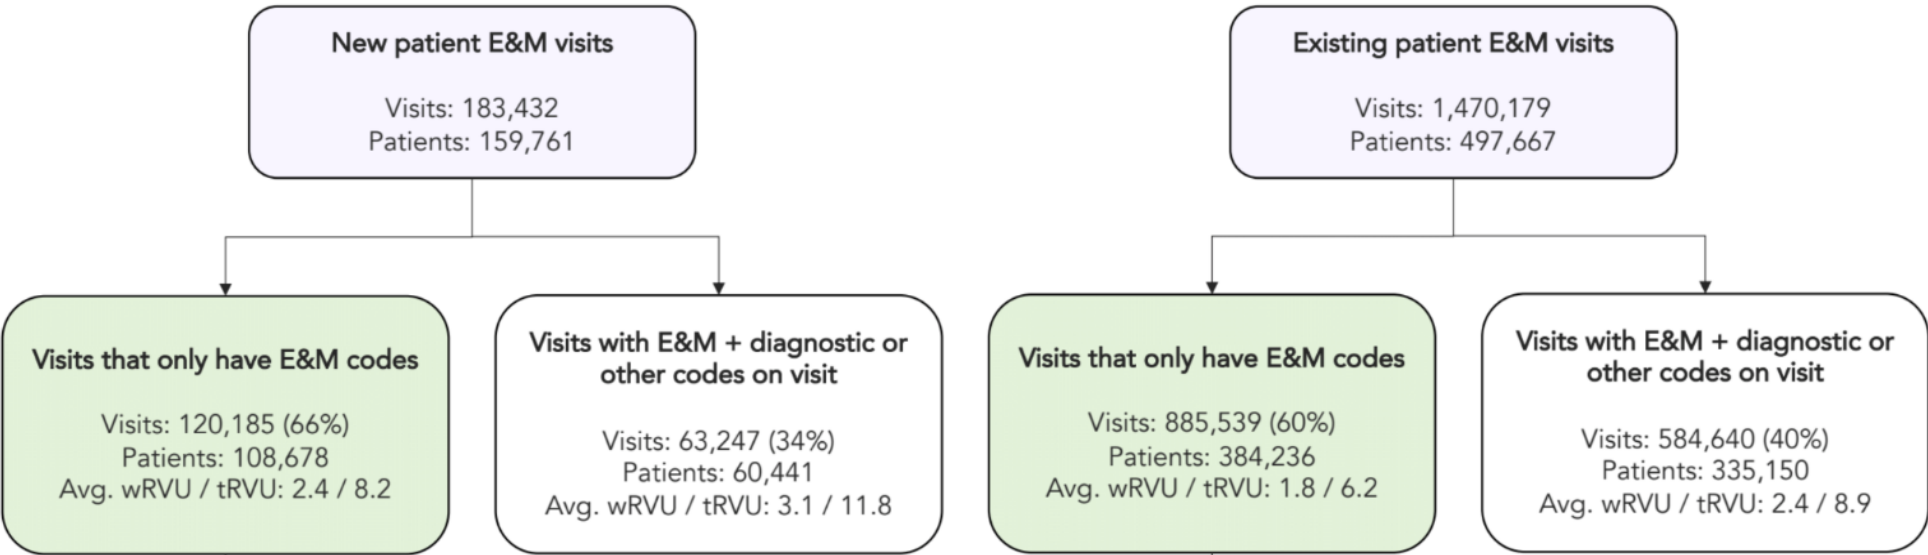 New patient E&M visits
Visits: 183,432
Patients: 159,761
Existing patient E&M visits
Visits: 1,470,179
Patients: 497,667
Visits that only have E&M codes
Visits: 120,185 (66%)
Patients: 108,678
Avg. wRVU / tRVU: 2.4 / 8.2
Visits with E&M + diagnostic or
other codes on visit
Visits: 63,247 (34%)
Patients: 60,441
Avg. wRVU / tRVU: 3.1 / 11.8
Visits that only have E&M codes
Visits: 885,539 (60%)
Patients: 384,236
Avg. wRVU / tRVU: 1.8 / 6.2
Visits with E&M + diagnostic or
other codes on visit
Visits: 584,640 (40%)
Patients: 335,150
Avg. wRVU / tRVU: 2.4 / 8.9